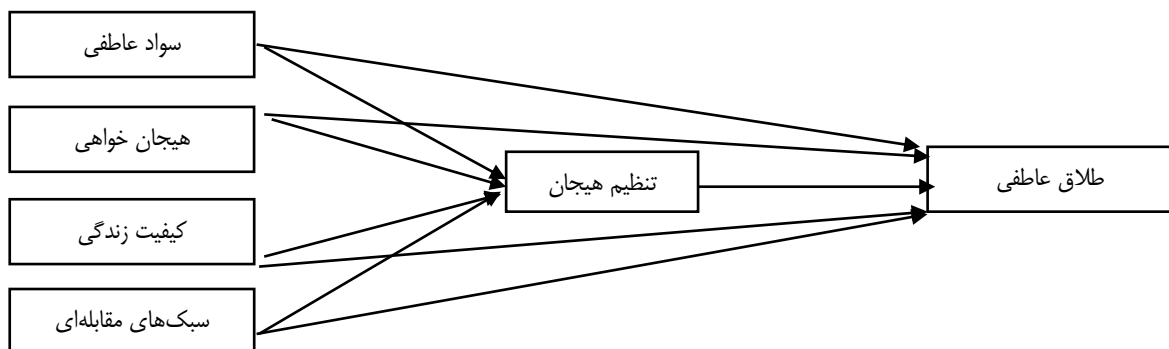 سواد عاطفی
هیجان خواهی
کیفیت زندگی
سبک‌های مقابله‌ای
تنظیم هیجان
طلاق عاطفی